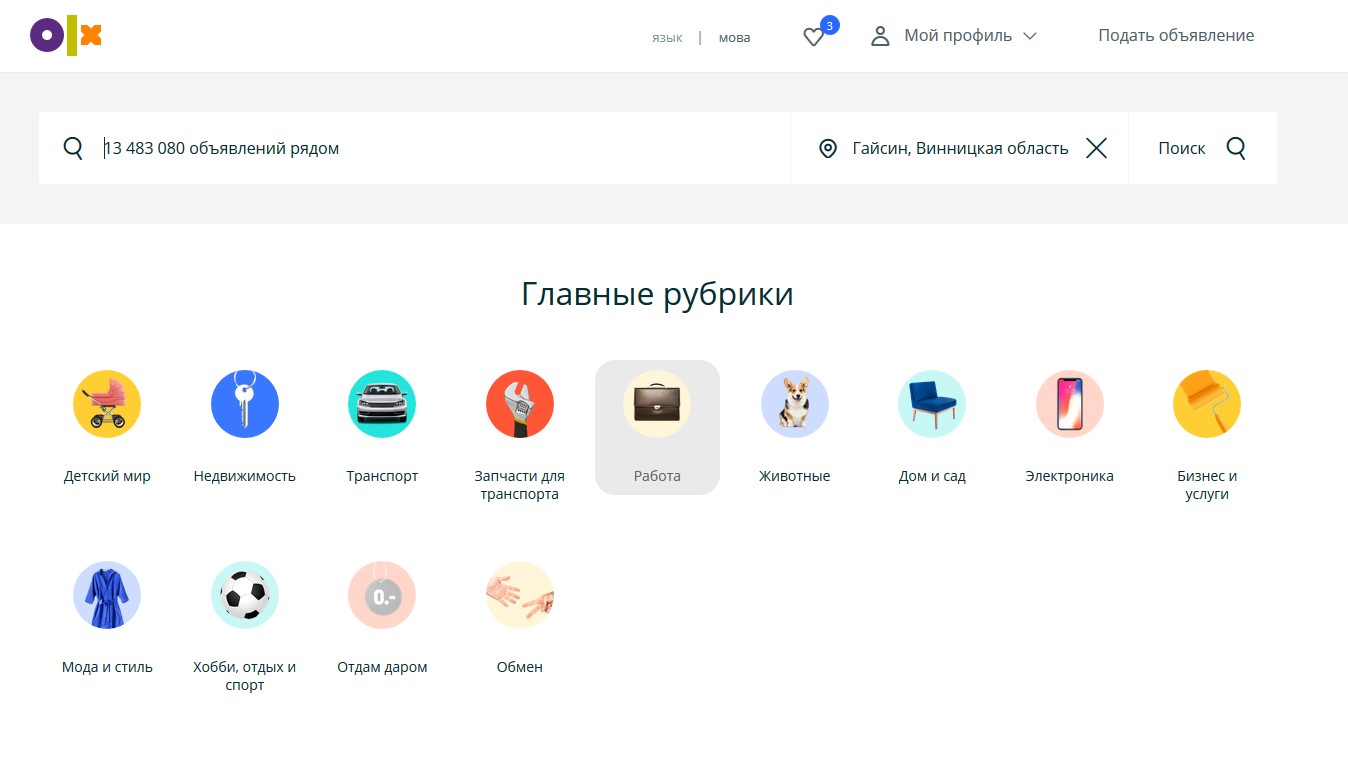 olx
язык | мова
3
Мой профиль
Подать объявление
13 483 080 объявлений рядом
Гайсин, Винницкая область
Поиск
Главные рубрики
Детский мир
Недвижимость
Транспорт
Запчасти для
транспорта
Работа
Животные
Дом и сад
Электроника
Бизнес и
услуги
0.-
Мода и стиль
Хобби, отдых и
спорт
Отдам даром
Обмен